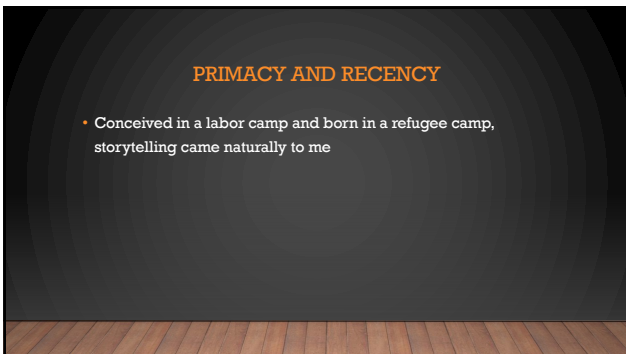 PRIMACY AND RECENCY
• Conceived in a labor camp and born in a refugee camp,
storytelling came naturally to me